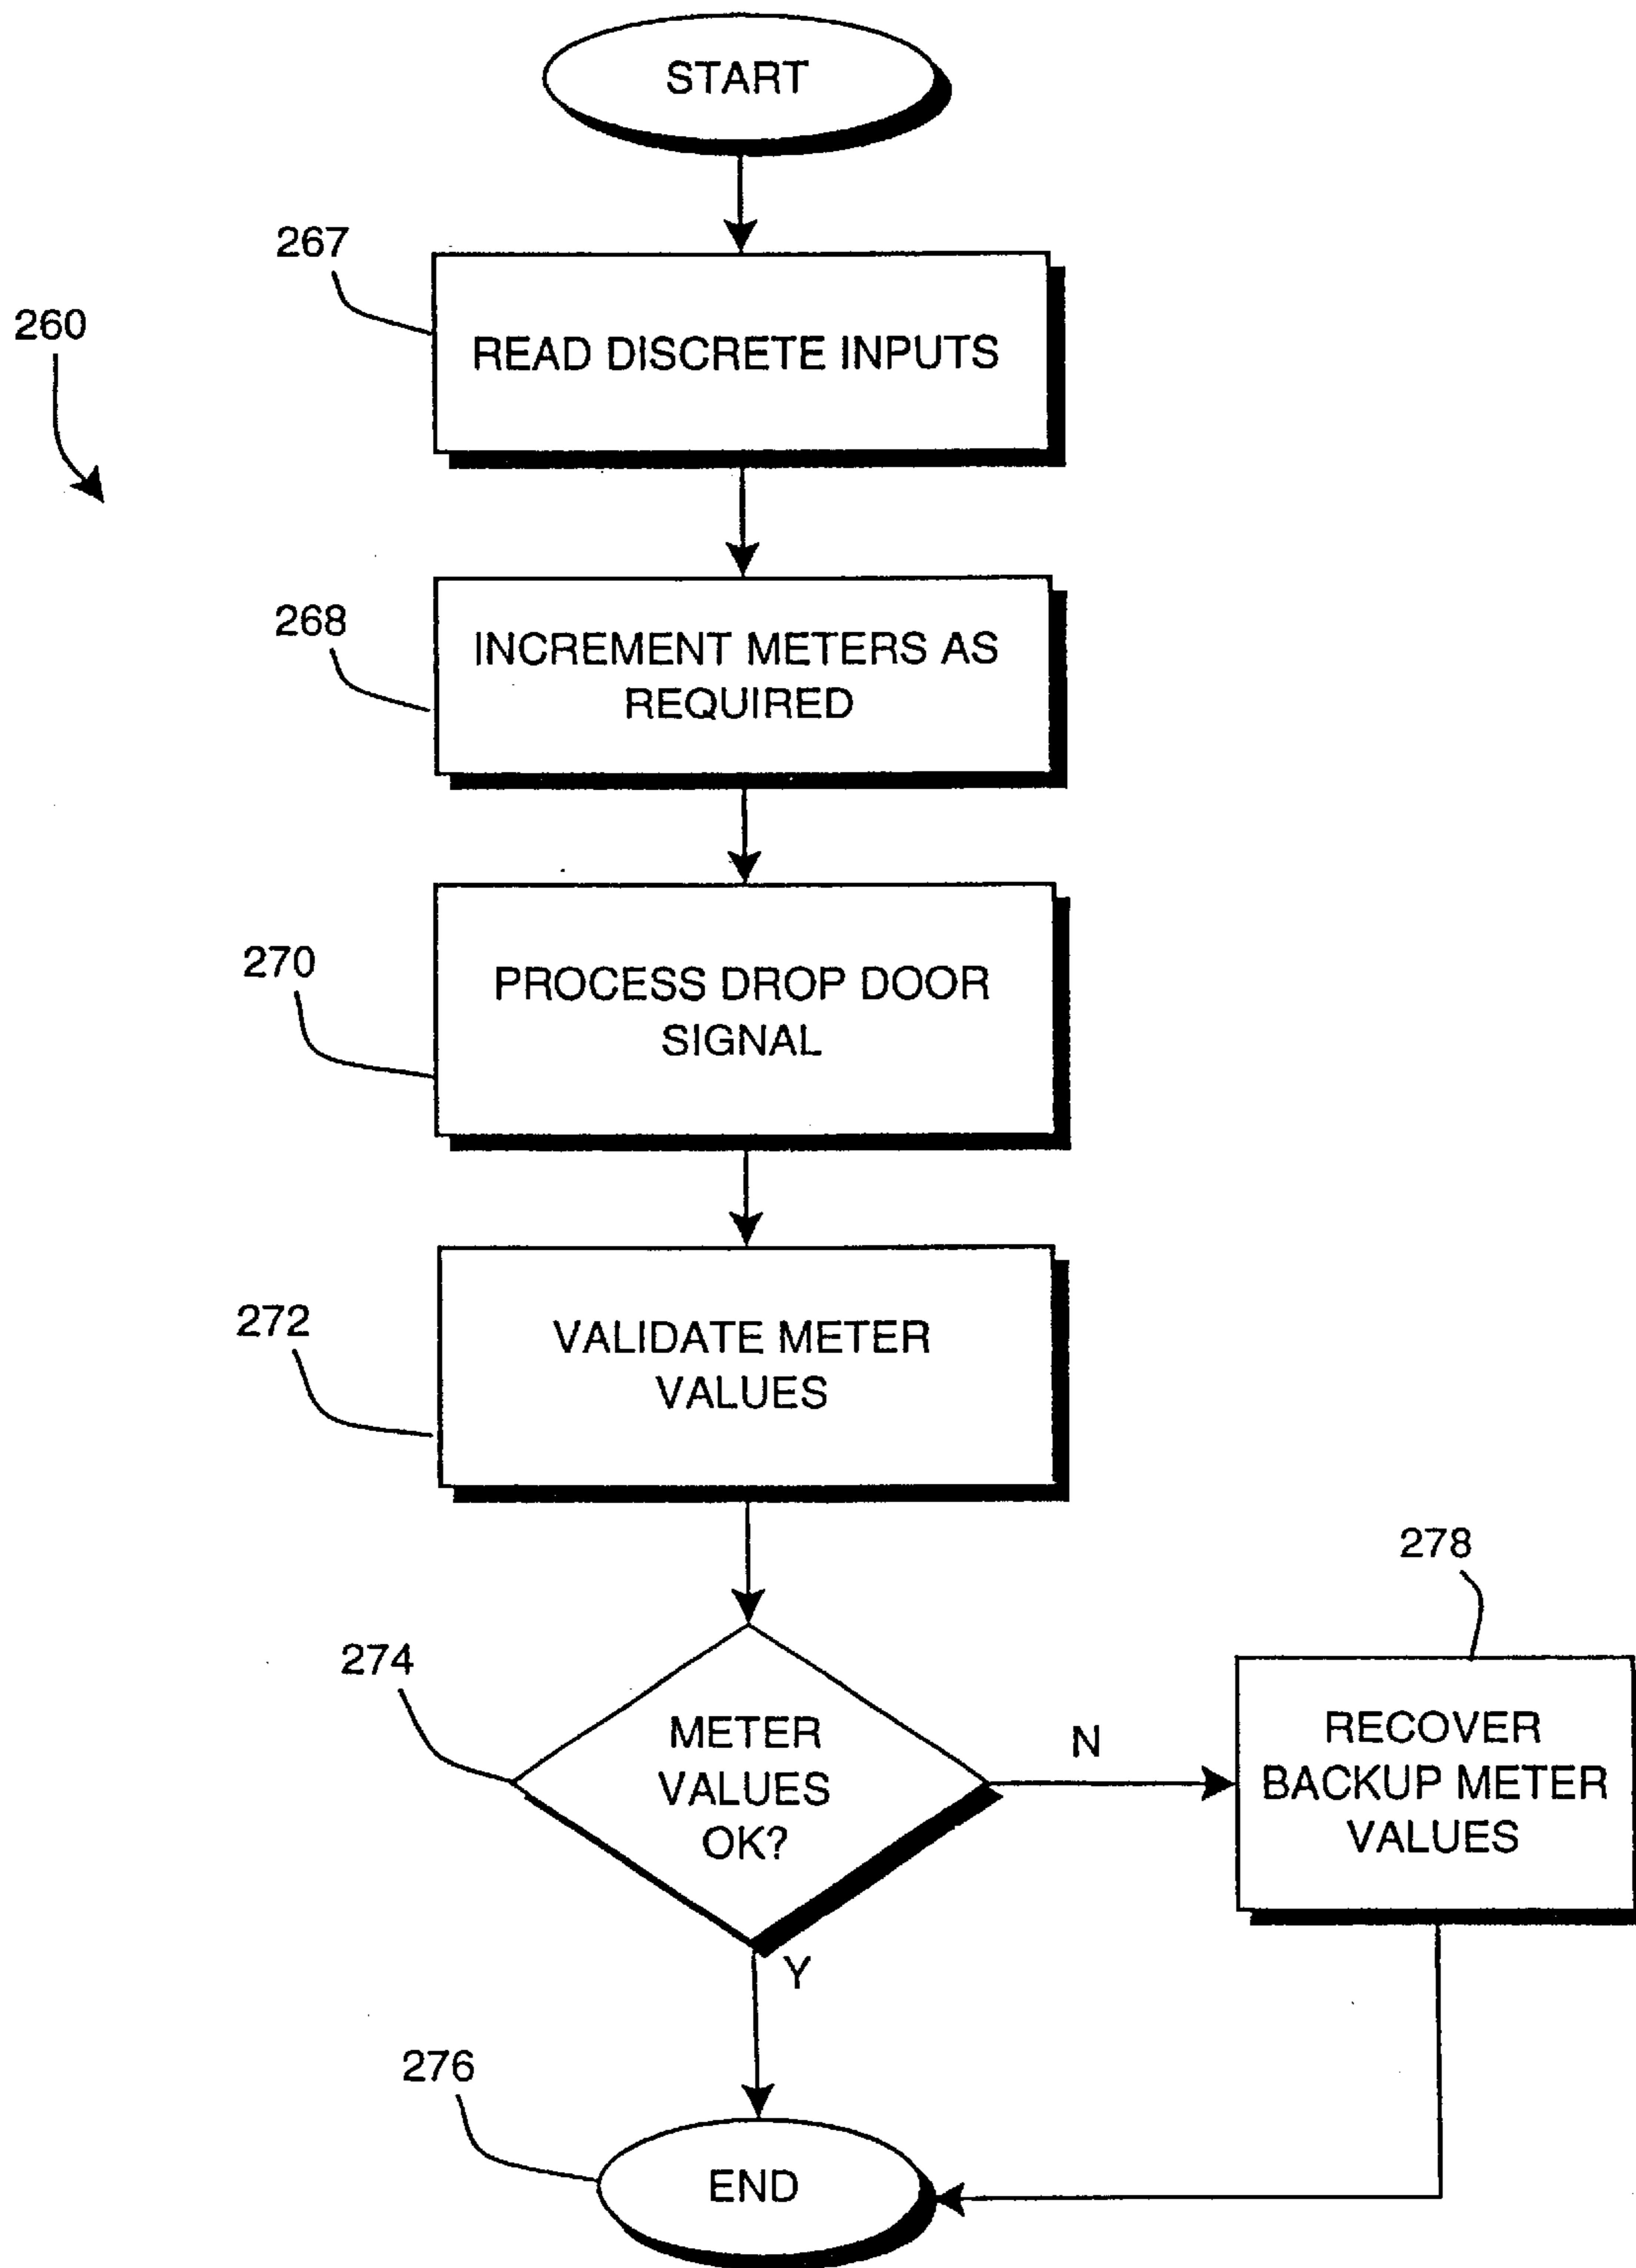 START
267
260
READ DISCRETE INPUTS
268
INCREMENT METERS AS
REQUIRED
270
PROCESS DROP DOOR
SIGNAL
272
VALIDATE METER
VALUES
278
274
METER
VALUES
OK?
N
RECOVER
BACKUP METER
VALUES
Y
276
END